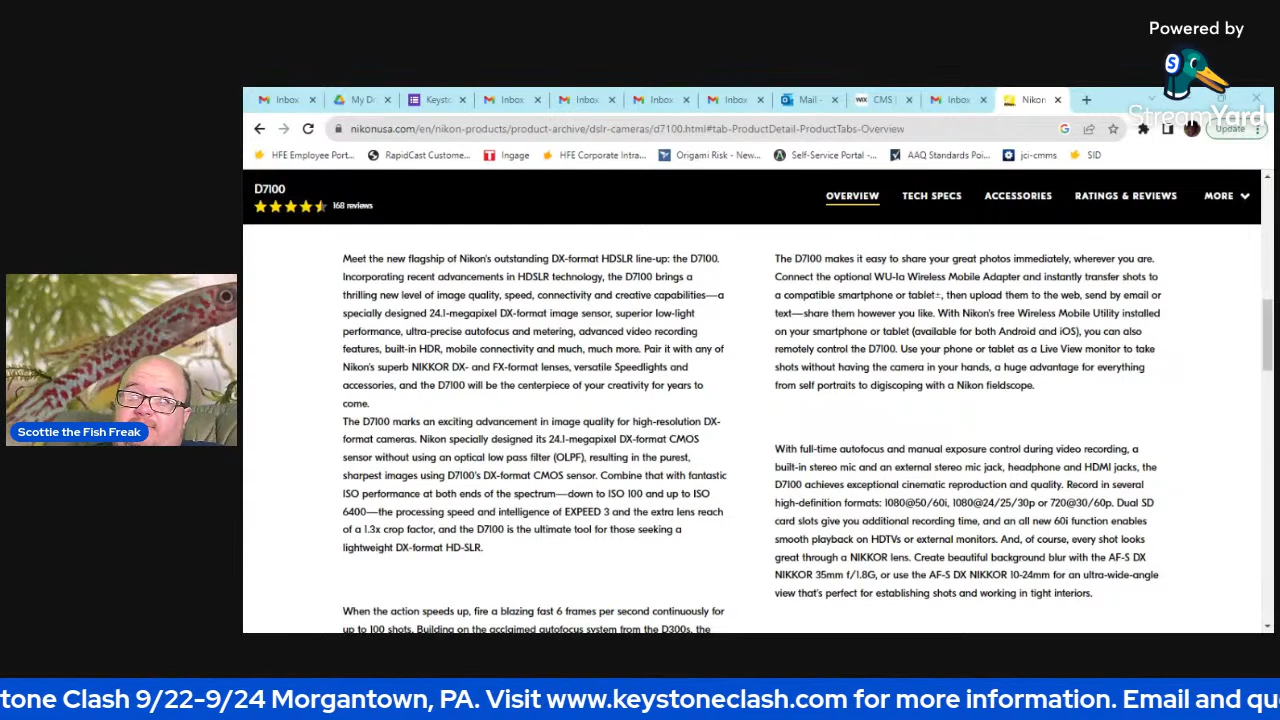 Powered by
StreamYard
Inbox
My Dr
Keysto
Inbox
Inbox
Inbox
Inbox
Mail -
WIX CMS |
Inbox
Nikon
nikonusa.com/en/nikon-products/product-archive/dslr-cameras/d7100.html#tab-ProductDetail-ProductTabs-Overview
Update
HFE Employee Port...
RapidCast Custome...
Ingage
HFE Corporate Intra...
Origami Risk - New...
Self-Service Portal -...
AAQ Standards Poi...
jci-cmms
SID
D7100
168 reviews
OVERVIEW
TECH SPECS
ACCESSORIES
RATINGS & REVIEWS
MORE
Meet the new flagship of Nikon's outstanding DX-format HDSLR line-up: the D7100.
Incorporating recent advancements in HDSLR technology, the D7100 brings a
thrilling new level of image quality, speed, connectivity and creative capabilities—a
specially designed 24.1-megapixel DX-format image sensor, superior low-light
performance, ultra-precise autofocus and metering, advanced video recording
features, built-in HDR, mobile connectivity and much, much more. Pair it with any of
Nikon's superb NIKKOR DX- and FX-format lenses, versatile Speedlights and
accessories, and the D7100 will be the centerpiece of your creativity for years to
come.
The D7100 marks an exciting advancement in image quality for high-resolution DX-
format cameras. Nikon specially designed its 24.1-megapixel DX-format CMOS
sensor without using an optical low pass filter (OLPF), resulting in the purest,
sharpest images using D7100's DX-format CMOS sensor. Combine that with fantastic
ISO performance at both ends of the spectrum—down to ISO 100 and up to ISO
6400—the processing speed and intelligence of EXPEED 3 and the extra lens reach
of a 1.3x crop factor, and the D7100 is the ultimate tool for those seeking a
lightweight DX-format HD-SLR.
When the action speeds up, fire a blazing fast 6 frames per second continuously for
up to 100 shots. Building on the acclaimed autofocus system from the D300s, the
The D7100 makes it easy to share your great photos immediately, wherever you are.
Connect the optional WU-1a Wireless Mobile Adapter and instantly transfer shots to
a compatible smartphone or tablet±, then upload them to the web, send by email or
text—share them however you like. With Nikon's free Wireless Mobile Utility installed
on your smartphone or tablet (available for both Android and iOS), you can also
remotely control the D7100. Use your phone or tablet as a Live View monitor to take
shots without having the camera in your hands, a huge advantage for everything
from self portraits to digiscoping with a Nikon fieldscope.
With full-time autofocus and manual exposure control during video recording, a
built-in stereo mic and an external stereo mic jack, headphone and HDMI jacks, the
D7100 achieves exceptional cinematic reproduction and quality. Record in several
high-definition formats: 1080@50/60i, 1080@24/25/30p or 720@30/60p. Dual SD
card slots give you additional recording time, and an all new 60i function enables
smooth playback on HDTVs or external monitors. And, of course, every shot looks
great through a NIKKOR lens. Create beautiful background blur with the AF-S DX
NIKKOR 35mm f/1.8G, or use the AF-S DX NIKKOR 10-24mm for an ultra-wide-angle
view that's perfect for establishing shots and working in tight interiors.
Scottie the Fish Freak
tone Clash 9/22-9/24 Morgantown, PA. Visit www.keystoneclash.com for more information. Email and qu